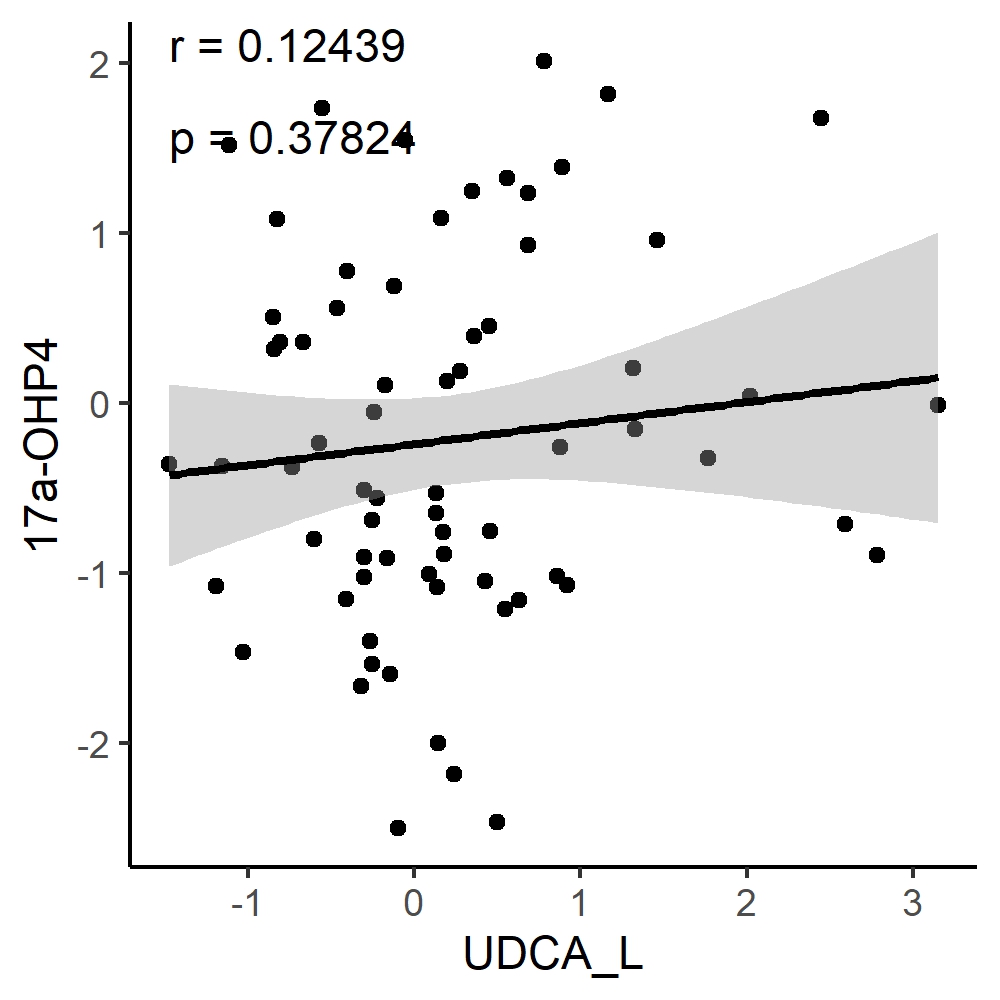 r = 0.12439
p = 0.37824
2
1
0
-1
-2
17a-OHP4
-1 0 1 2 3
UDCA_L